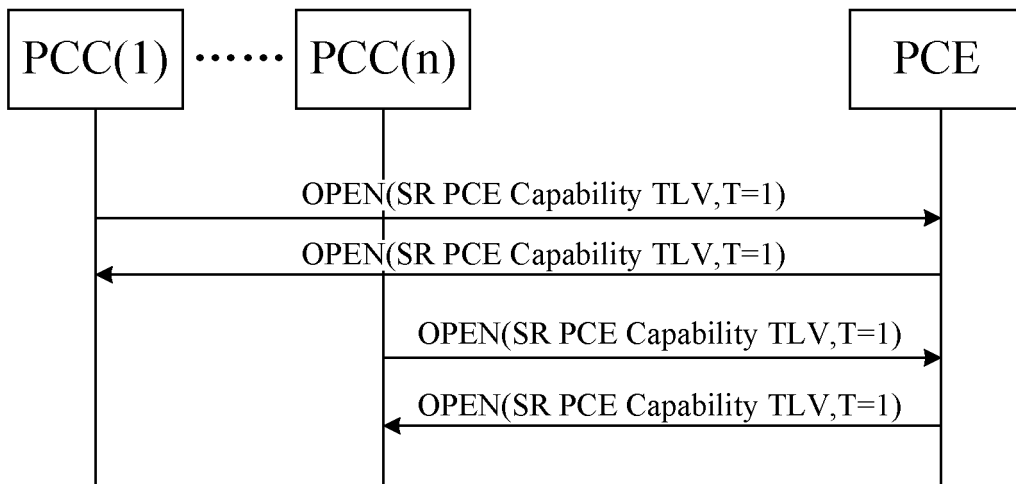 PCC(1) …… PCC(n) PCE
OPEN(SR PCE Capability TLV,T=1)
OPEN(SR PCE Capability TLV,T=1)
OPEN(SR PCE Capability TLV,T=1)
OPEN(SR PCE Capability TLV,T=1)